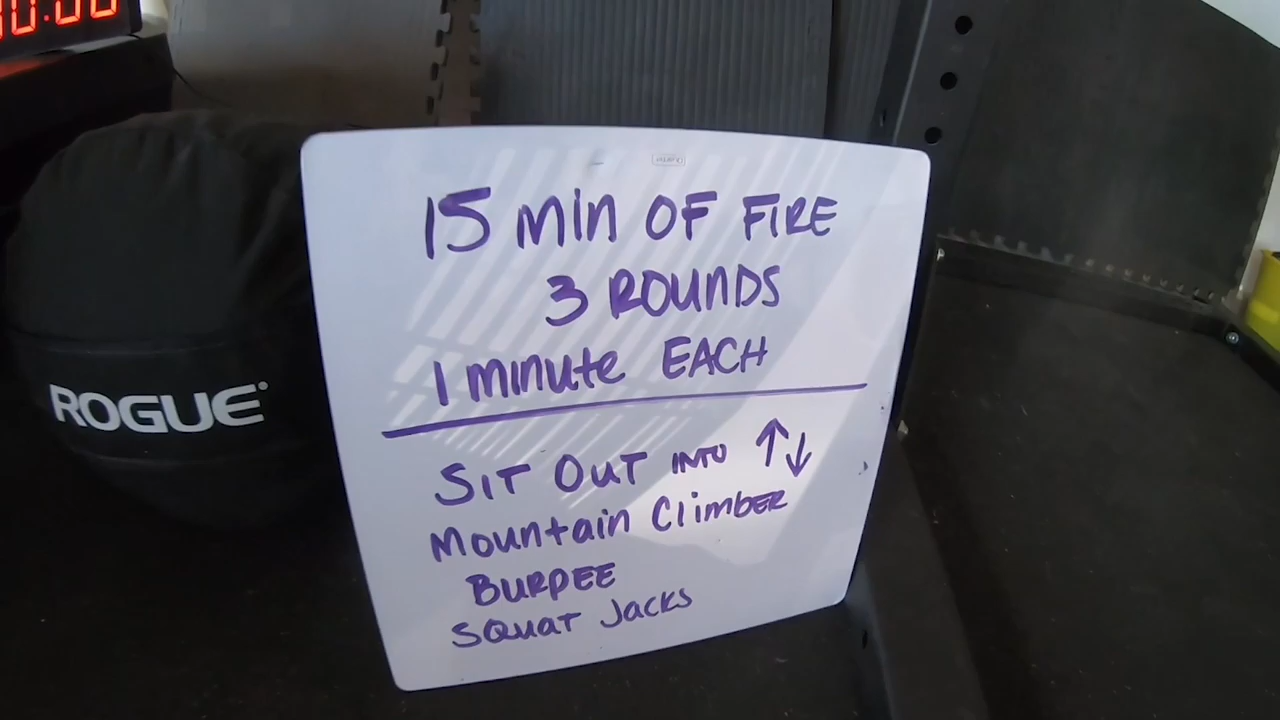 15 min OF FIRE
3 ROUNDS
1 minute EACH
SIT OUT INTO ↑↓
Mountain Climber
BURPEE
SQUAT Jacks
ROGUE